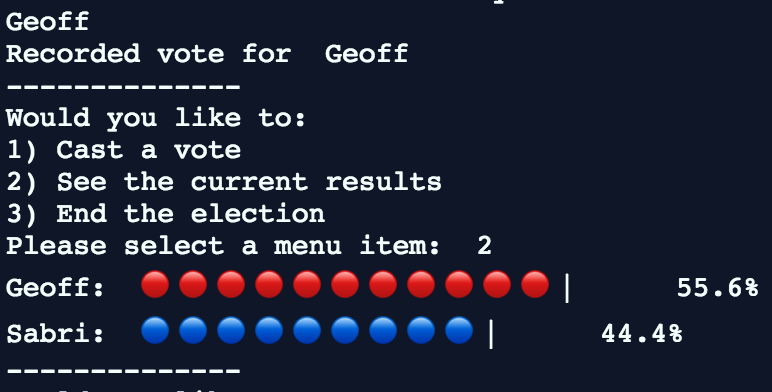 Geoff
Recorded vote for  Geoff
--------------
Would you like to:
1) Cast a vote
2) See the current results
3) End the election
Please select a menu item:  2
Geoff:  🔴🔴🔴🔴🔴🔴🔴🔴🔴🔴🔴|      55.6%
Sabri:  🔵🔵🔵🔵🔵🔵🔵🔵🔵|      44.4%
--------------